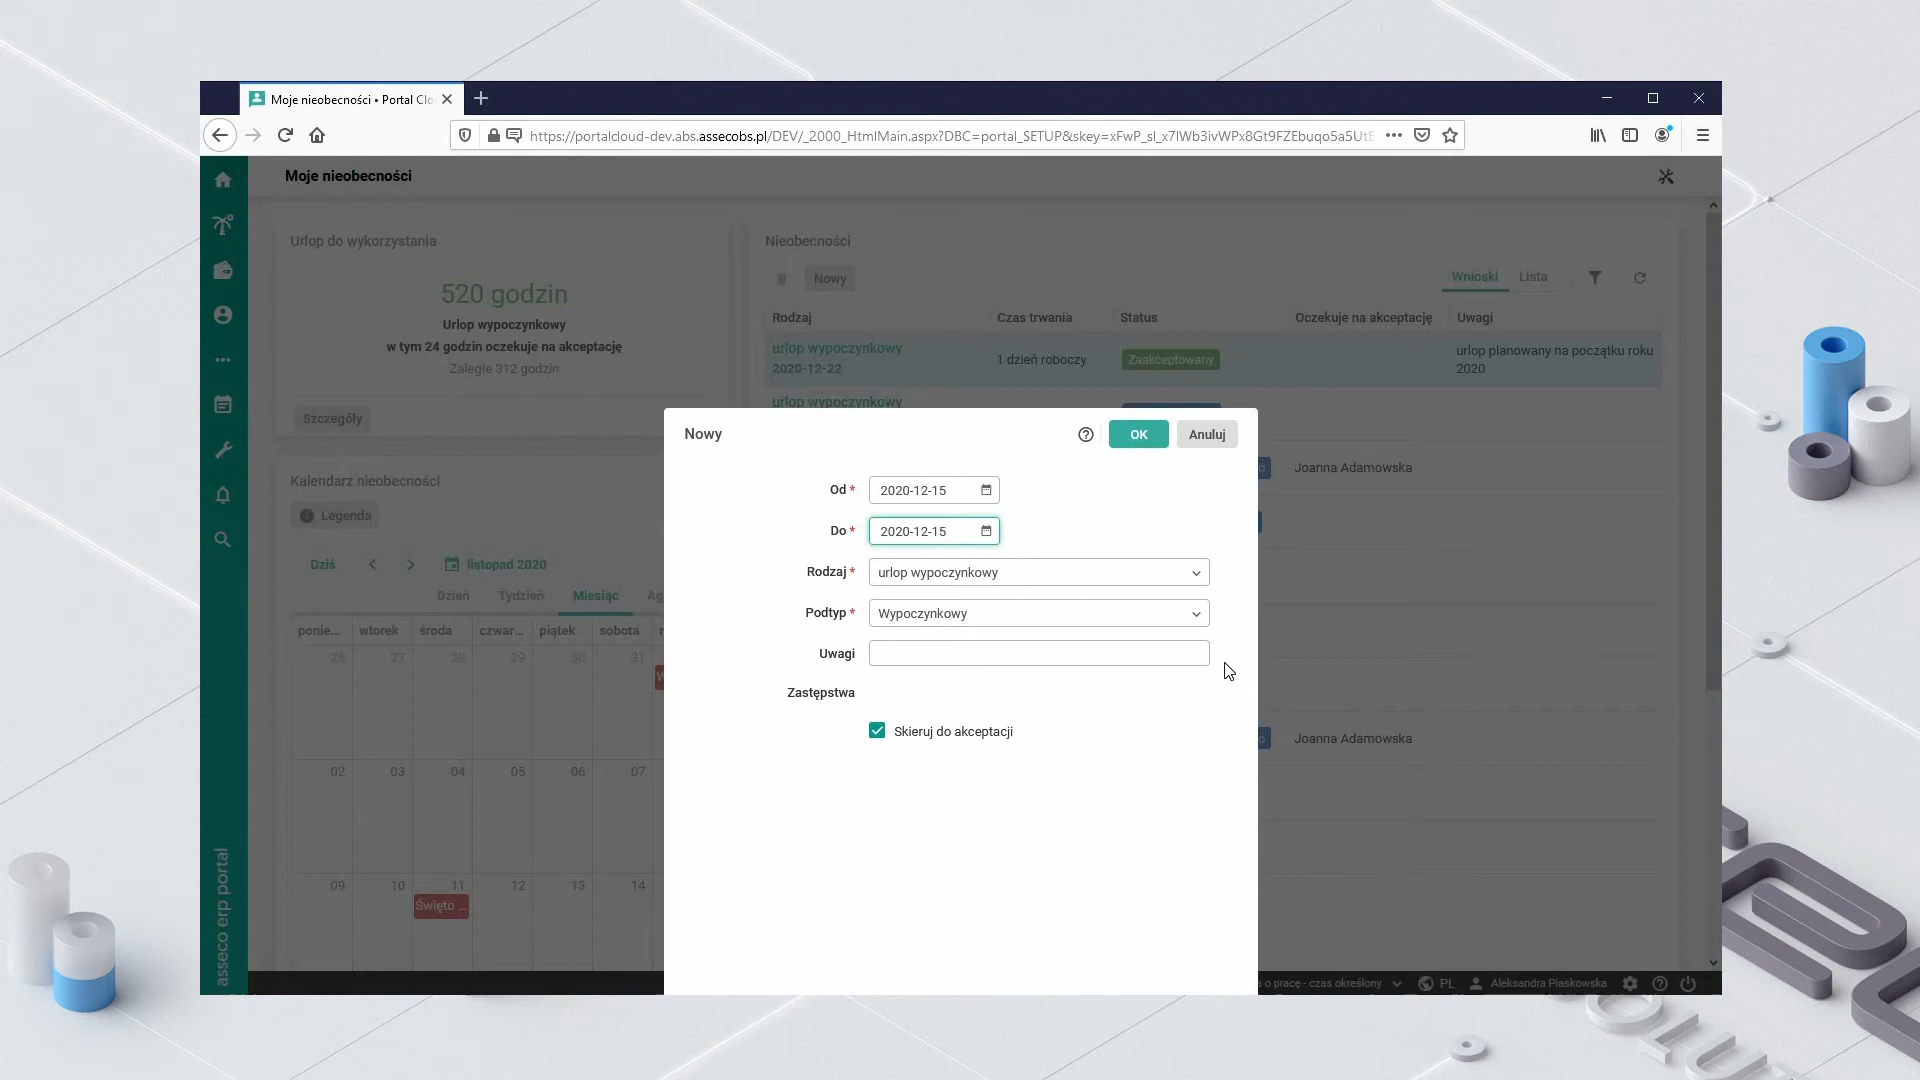 Moje nieobecności • Portal Clo
https://portalcloud-dev.abs.assecobs.pl/DEV/_2000_HtmlMain.aspx?DBC=portal_SETUP&skey=xFwP_sl_x7lWb3ivWPx8Gt9FZEbuqo5a5UtE
Moje nieobecności
Urlop do wykorzystania
520 godzin
Urlop wypoczynkowy
w tym 24 godzin oczekuje na akceptację
Zaległe 312 godzin
Szczegóły
Nieobecności
Nowy
Wnioski Lista
Rodzaj Czas trwania Status Oczekuje na akceptację Uwagi
urlop wypoczynkowy
2020-12-22
1 dzień roboczy
Zaakceptowany
urlop planowany na początku roku
2020
urlop wypoczynkowy
Joanna Adamowska
Joanna Adamowska
Kalendarz nieobecności
Legenda
Dziś
listopad 2020
Dzień Tydzień Miesiąc Ag
ponie... wtorek środa czwar... piątek sobota
26 27 28 29 30 31
02 03 04 05 06 07
09 10 11 12 13 14
Święto ...
Nowy
OK
Anuluj
Od * 2020-12-15
Do * 2020-12-15
Rodzaj * urlop wypoczynkowy
Podtyp * Wypoczynkowy
Uwagi
Zastępstwa
Skieruj do akceptacji
asseco erp portal
o pracę - czas określony
PL
Aleksandra Piaskowska